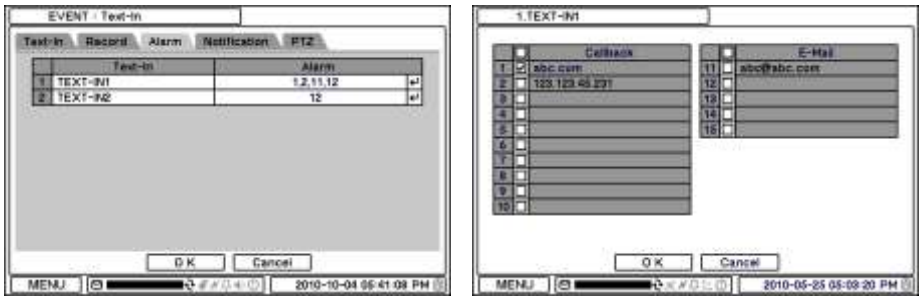 EVENT : Text-In
Text-In Record Alarm Notification PTZ
Text-In Alarm
1 TEXT-IN1 1,2,11,12
2 TEXT-IN2 12
OK Cancel
MENU 2010-10-04 05:41:08 PM
1.TEXT-IN1
Callback
1 abc.com
2 123.123.45.231
3
4
5
6
7
8
9
10
E-Mail
11 abc@abc.com
12
13
14
15
OK Cancel
MENU 2010-05-25 05:03:20 PM